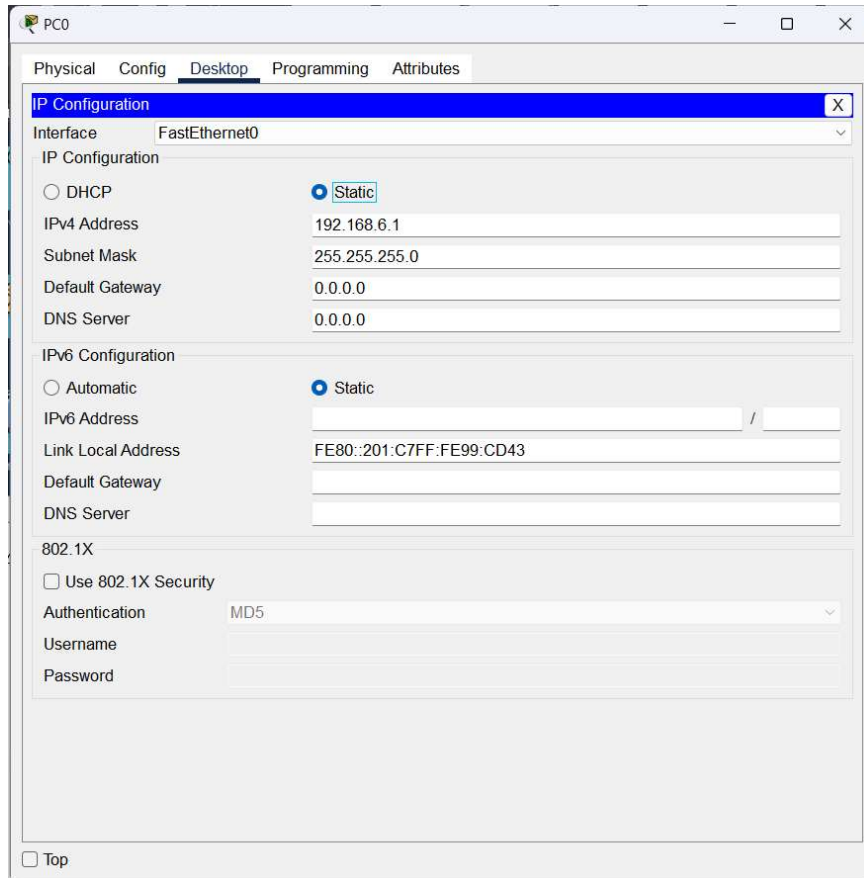 PC0
Physical Config Desktop Programming Attributes
IP Configuration X
Interface FastEthernet0
IP Configuration
DHCP Static
IPv4 Address 192.168.6.1
Subnet Mask 255.255.255.0
Default Gateway 0.0.0.0
DNS Server 0.0.0.0
IPv6 Configuration
Automatic Static
IPv6 Address /
Link Local Address FE80::201:C7FF:FE99:CD43
Default Gateway
DNS Server
802.1X
Use 802.1X Security
Authentication MD5
Username
Password
Top